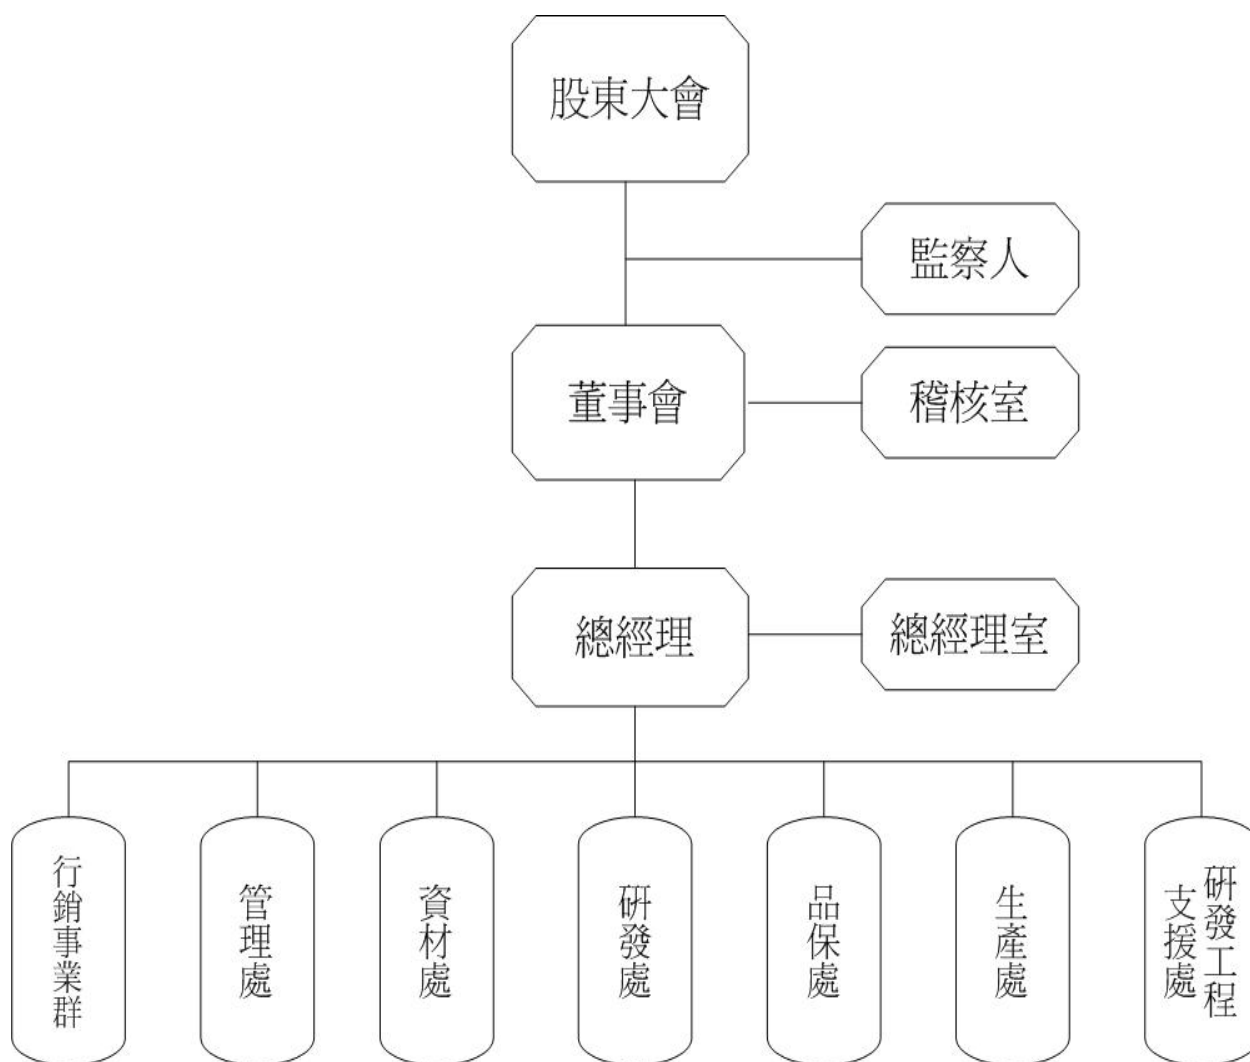 股東大會
監察人
董事會
稽核室
總經理
總經理室
行銷事業群
管理處
資材處
研發處
品保處
生產處
研發工程
支援處